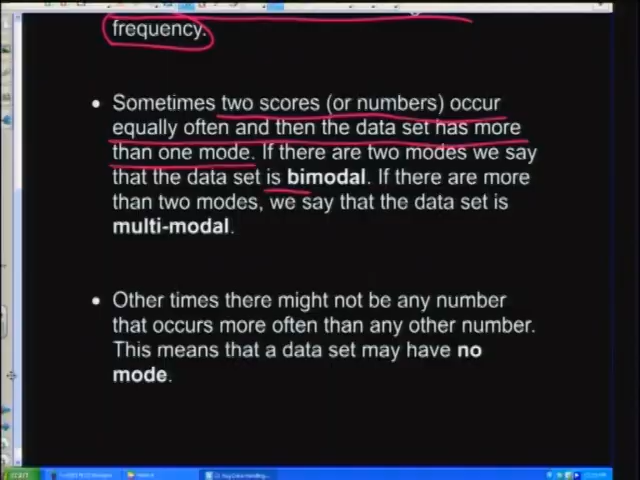 frequency.
• Sometimes two scores (or numbers) occur
equally often and then the data set has more
than one mode. If there are two modes we say
that the data set is bimodal. If there are more
than two modes, we say that the data set is
multi-modal.
• Other times there might not be any number
that occurs more often than any other number.
This means that a data set may have no
mode.
start